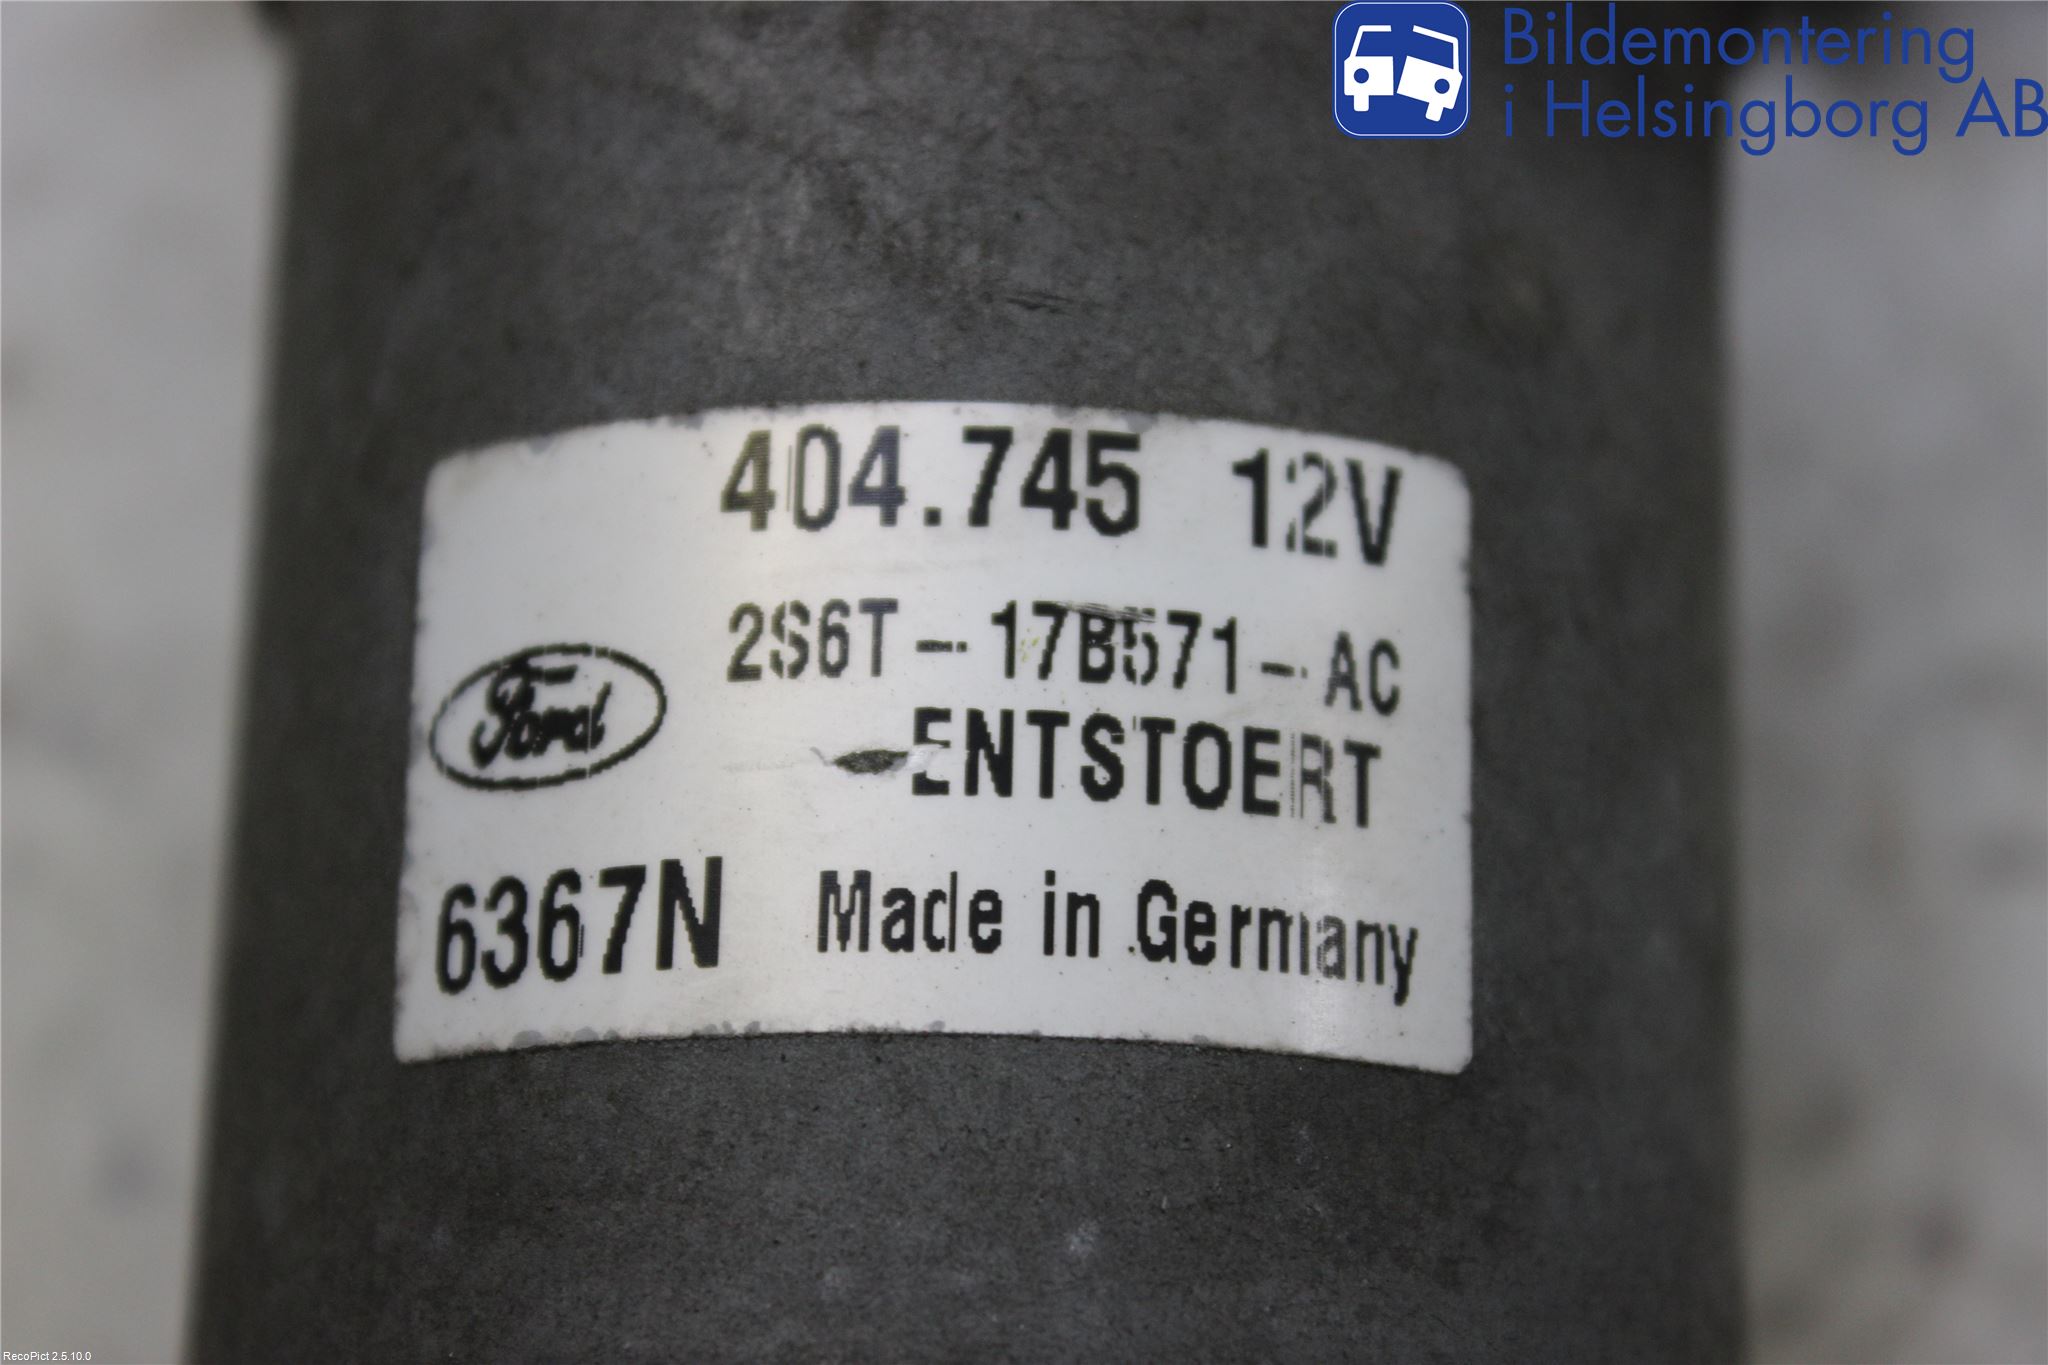 Bildemontering
i Helsingborg AB
404.745 12V
2S6T-17B571-AC
Ford
ENTSTOERT
6367N Made in Germany
RecoPict 2.5.10.0